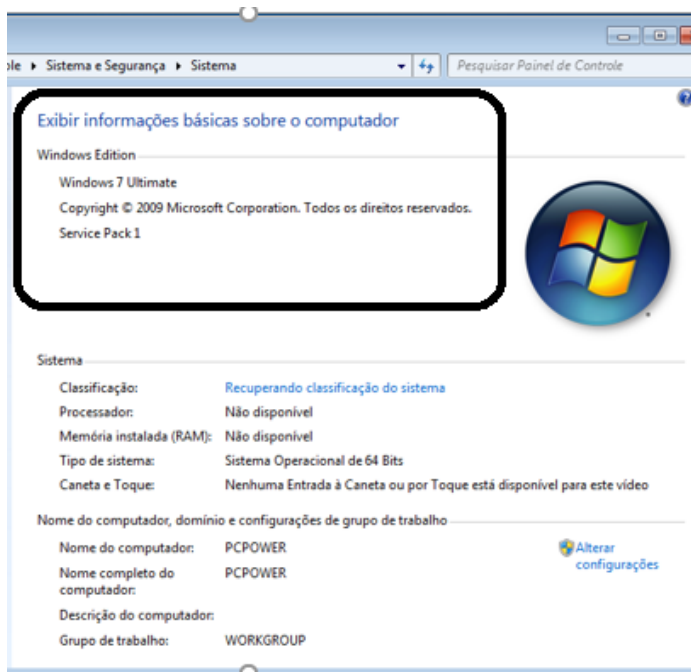 ole ▸ Sistema e Segurança ▸ Sistema
Pesquisar Painel de Controle
Exibir informações básicas sobre o computador
Windows Edition
Windows 7 Ultimate
Copyright © 2009 Microsoft Corporation. Todos os direitos reservados.
Service Pack 1
Sistema
Classificação: Recuperando classificação do sistema
Processador: Não disponível
Memória instalada (RAM): Não disponível
Tipo de sistema: Sistema Operacional de 64 Bits
Caneta e Toque: Nenhuma Entrada à Caneta ou por Toque está disponível para este vídeo
Nome do computador, domínio e configurações de grupo de trabalho
Nome do computador: PCPOWER
Alterar
configurações
Nome completo do PCPOWER
computador:
Descrição do computador:
Grupo de trabalho: WORKGROUP